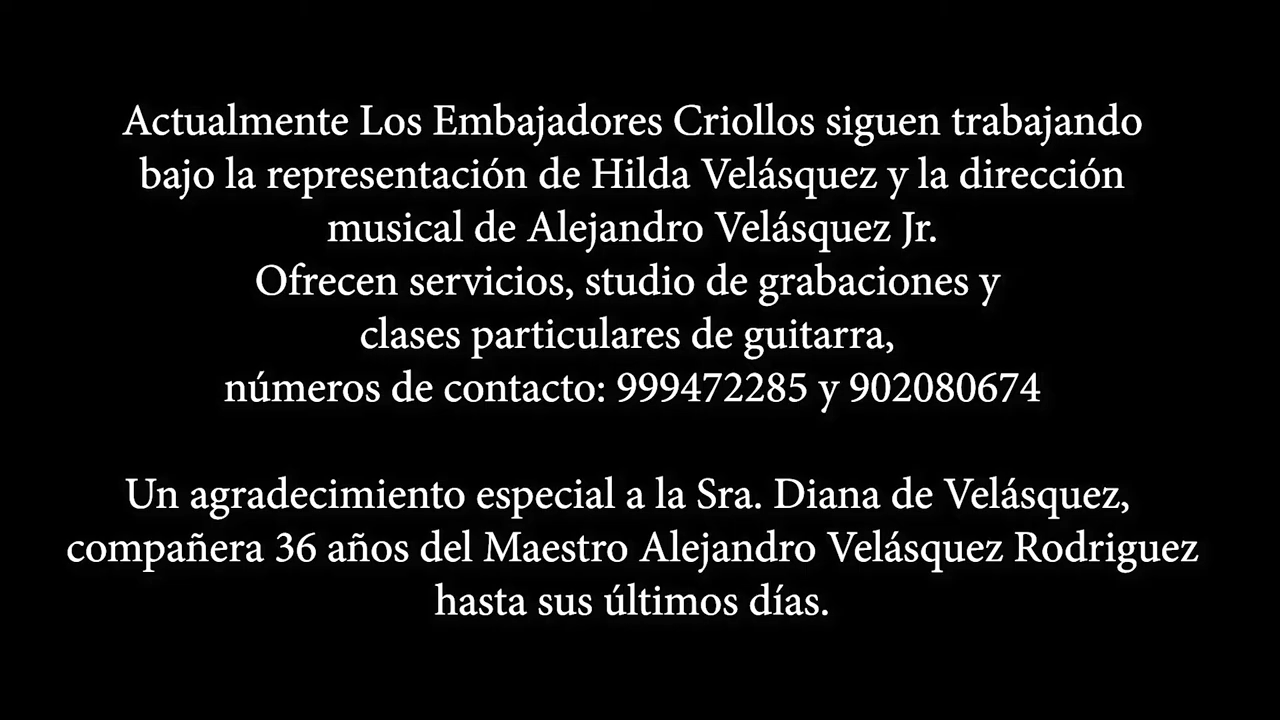 Actualmente Los Embajadores Criollos siguen trabajando
bajo la representación de Hilda Velásquez y la dirección
musical de Alejandro Velásquez Jr.
Ofrecen servicios, studio de grabaciones y
clases particulares de guitarra,
números de contacto: 999472285 y 902080674
Un agradecimiento especial a la Sra. Diana de Velásquez,
compañera 36 años del Maestro Alejandro Velásquez Rodriguez
hasta sus últimos días.